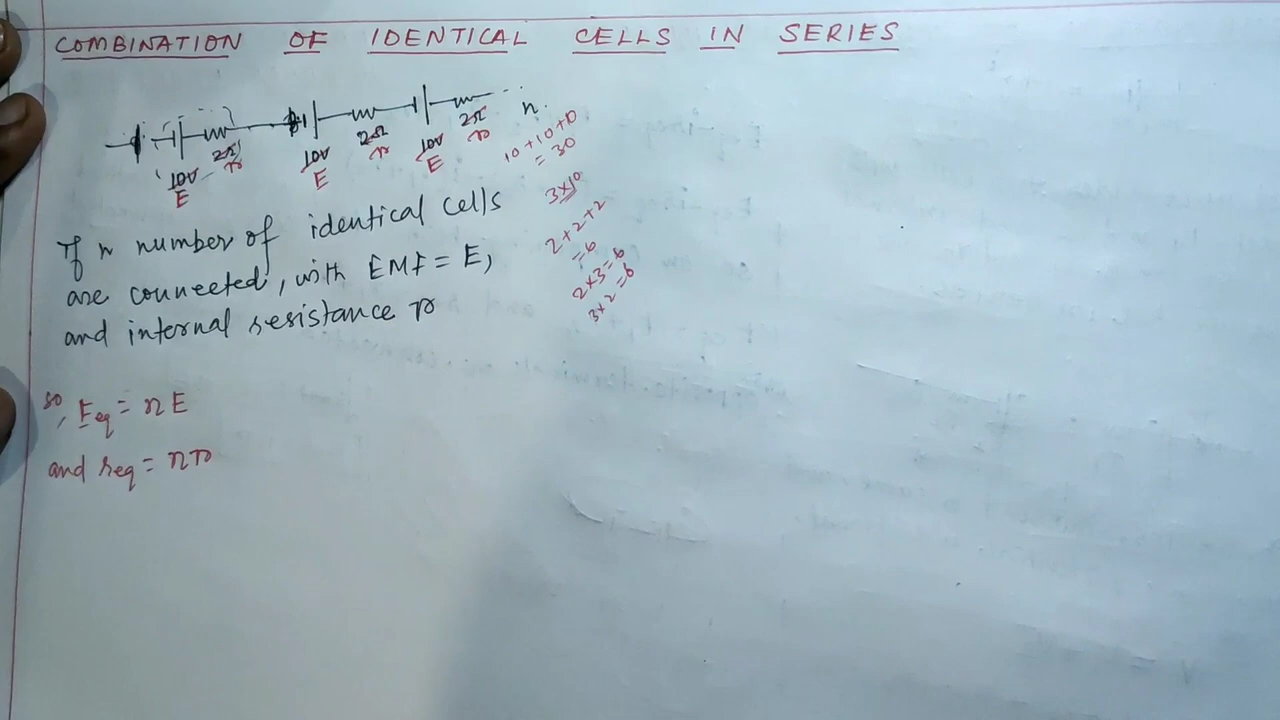 COMBINATION OF IDENTICAL CELLS IN SERIES
10V 2Ω 10V 2Ω 10V 2Ω n.
E r E r E r
10+10+10
= 30
3×10
2+2+2
= 6
2×3=6
3×2=6
If n number of identical cells
are connected, with EMF = E,
and internal resistance r
so, Eeq = nE
and req = nr